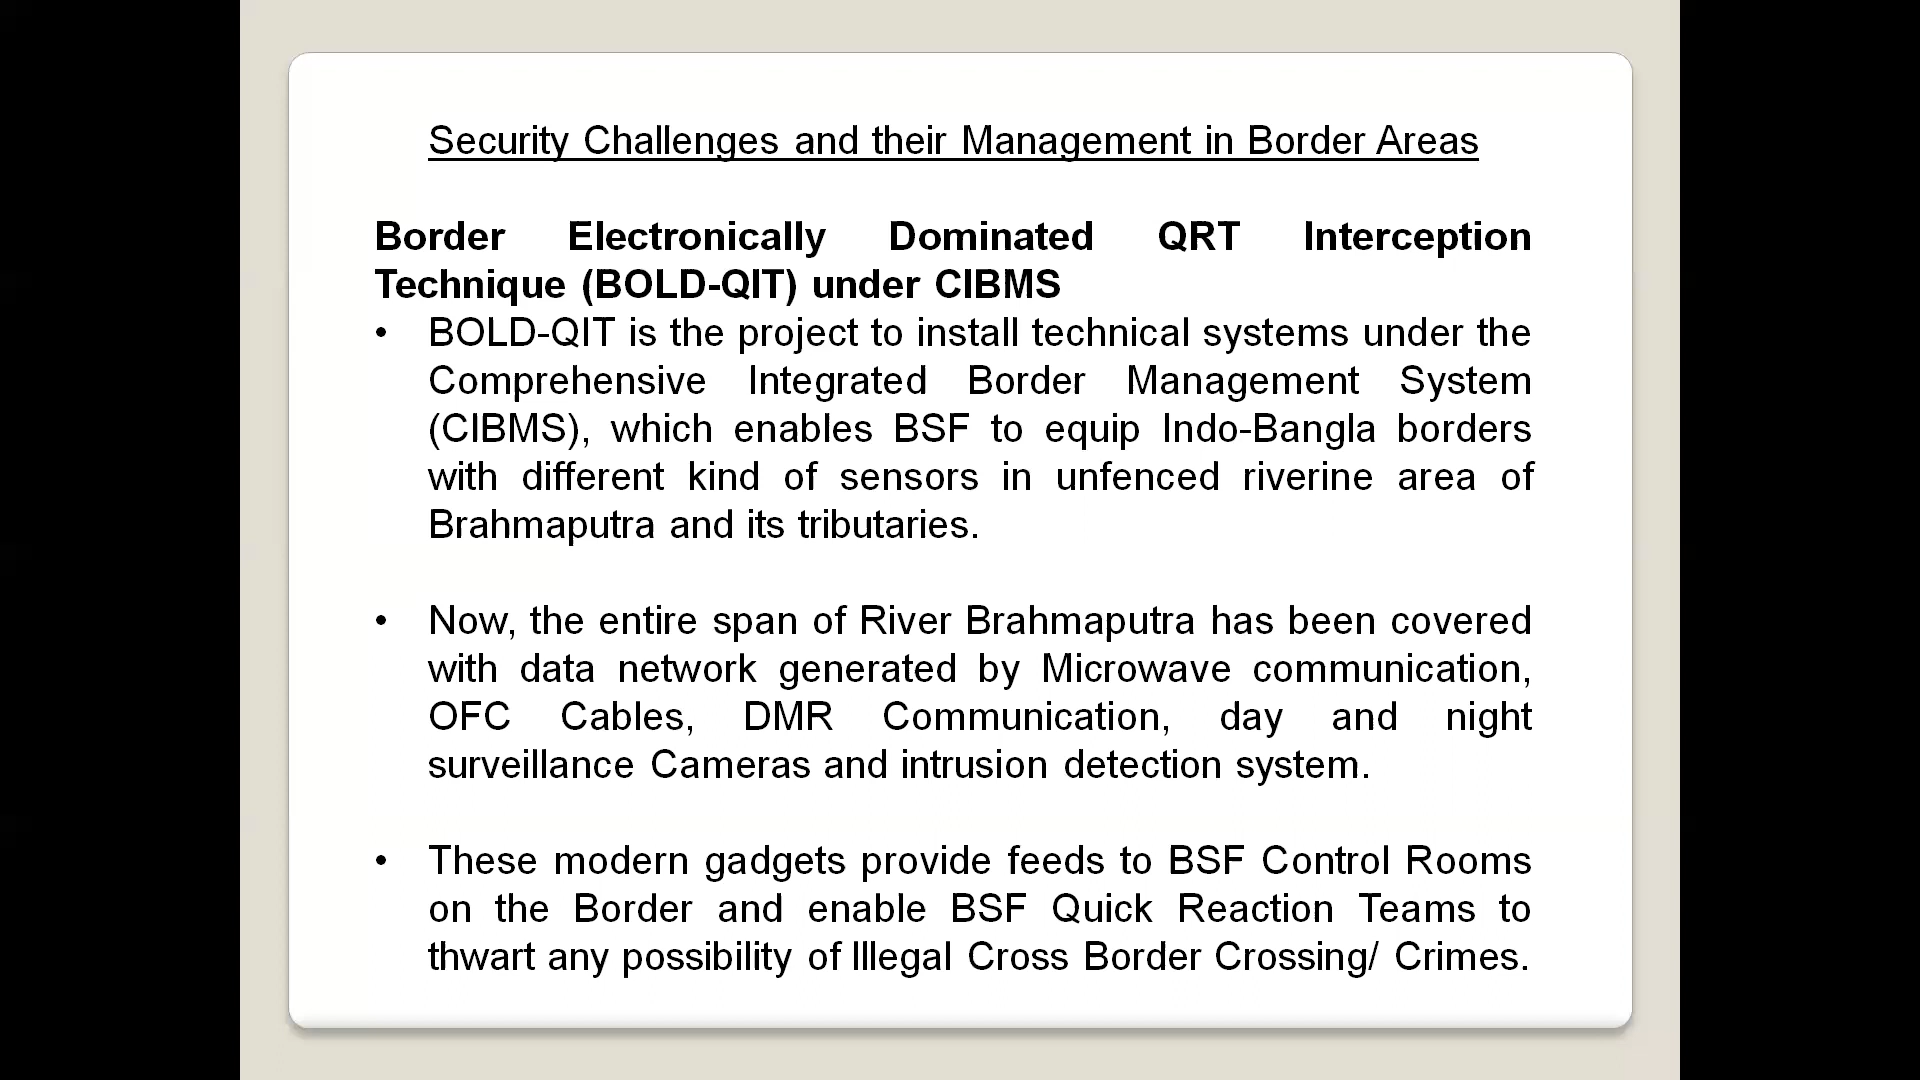 Security Challenges and their Management in Border Areas
Border Electronically Dominated QRT Interception
Technique (BOLD-QIT) under CIBMS
• BOLD-QIT is the project to install technical systems under the
Comprehensive Integrated Border Management System
(CIBMS), which enables BSF to equip Indo-Bangla borders
with different kind of sensors in unfenced riverine area of
Brahmaputra and its tributaries.
• Now, the entire span of River Brahmaputra has been covered
with data network generated by Microwave communication,
OFC Cables, DMR Communication, day and night
surveillance Cameras and intrusion detection system.
• These modern gadgets provide feeds to BSF Control Rooms
on the Border and enable BSF Quick Reaction Teams to
thwart any possibility of Illegal Cross Border Crossing/ Crimes.